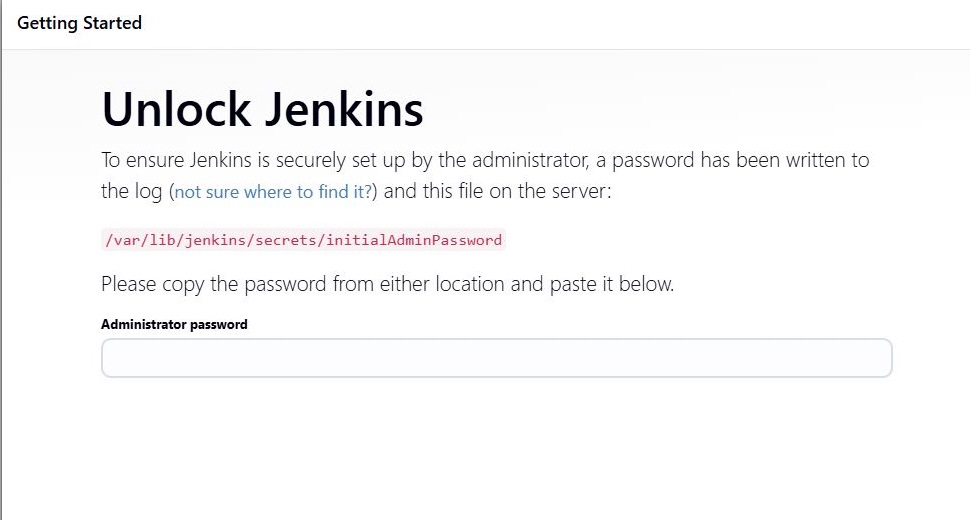 Getting Started
Unlock Jenkins
To ensure Jenkins is securely set up by the administrator, a password has been written to
the log (not sure where to find it?) and this file on the server:
/var/lib/jenkins/secrets/initialAdminPassword
Please copy the password from either location and paste it below.
Administrator password